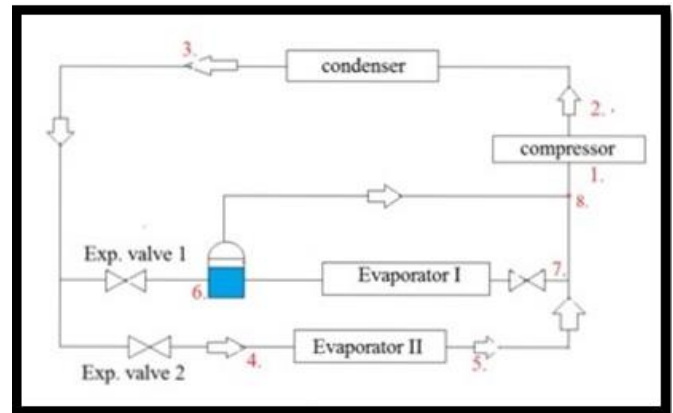 3.
condenser
2.
compressor
1.
8.
Exp. valve 1
6.
Evaporator I
7.
Exp. valve 2
4.
Evaporator II
5.